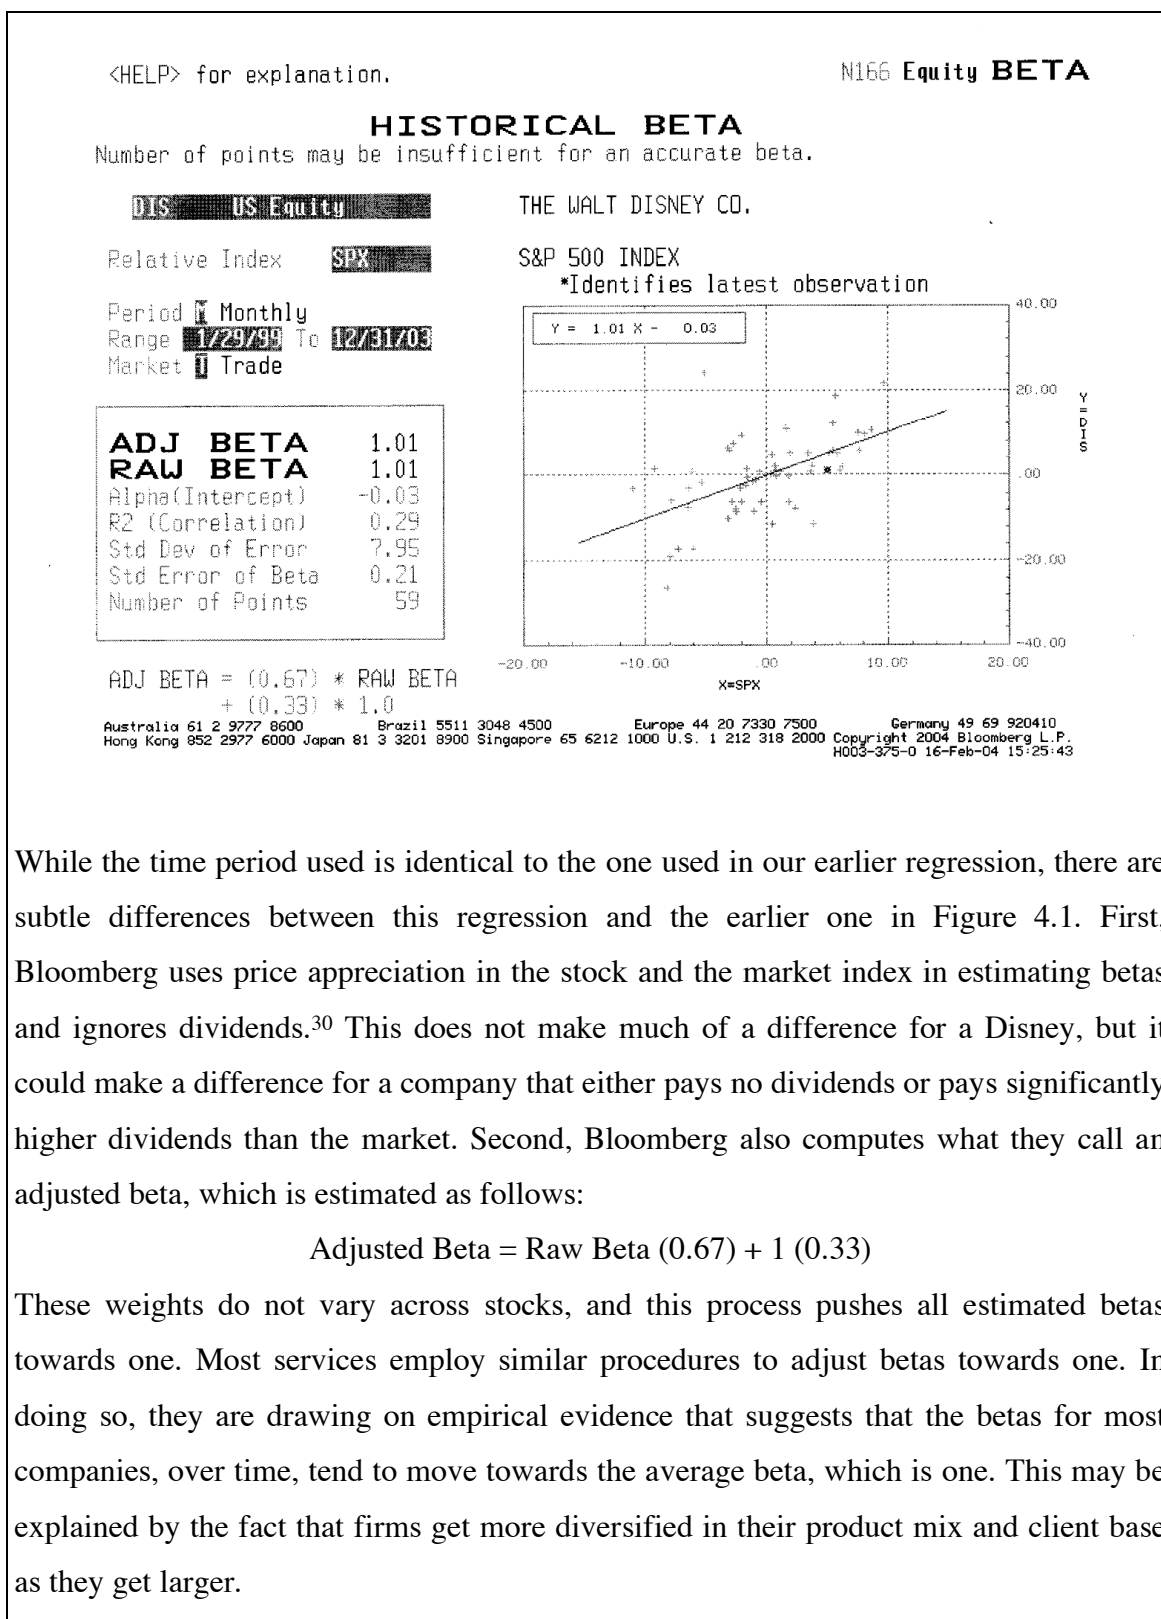 <HELP> for explanation.
N166 Equity BETA
HISTORICAL BETA
Number of points may be insufficient for an accurate beta.
DIS US Equity
THE WALT DISNEY CO.
Relative Index SPX
S&P 500 INDEX
*Identifies latest observation
Period M Monthly
Range 1/29/99 To 12/31/03
Market T Trade
Y = 1.01 X - 0.03
40.00
20.00
.00
-20.00
-40.00
Y=DIS
ADJ BETA 1.01
RAW BETA 1.01
Alpha(Intercept) -0.03
R2 (Correlation) 0.29
Std Dev of Error 7.95
Std Error of Beta 0.21
Number of Points 59
-20.00 -10.00 .00 10.00 20.00
X=SPX
ADJ BETA = (0.67) * RAW BETA
+ (0.33) * 1.0
Australia 61 2 9777 8600 Brazil 5511 3048 4500 Europe 44 20 7330 7500 Germany 49 69 920410
Hong Kong 852 2977 6000 Japan 81 3 3201 8900 Singapore 65 6212 1000 U.S. 1 212 318 2000 Copyright 2004 Bloomberg L.P.
H003-375-0 16-Feb-04 15:25:43
While the time period used is identical to the one used in our earlier regression, there are
subtle differences between this regression and the earlier one in Figure 4.1. First,
Bloomberg uses price appreciation in the stock and the market index in estimating betas
and ignores dividends.30 This does not make much of a difference for a Disney, but it
could make a difference for a company that either pays no dividends or pays significantly
higher dividends than the market. Second, Bloomberg also computes what they call an
adjusted beta, which is estimated as follows:
Adjusted Beta = Raw Beta (0.67) + 1 (0.33)
These weights do not vary across stocks, and this process pushes all estimated betas
towards one. Most services employ similar procedures to adjust betas towards one. In
doing so, they are drawing on empirical evidence that suggests that the betas for most
companies, over time, tend to move towards the average beta, which is one. This may be
explained by the fact that firms get more diversified in their product mix and client base
as they get larger.